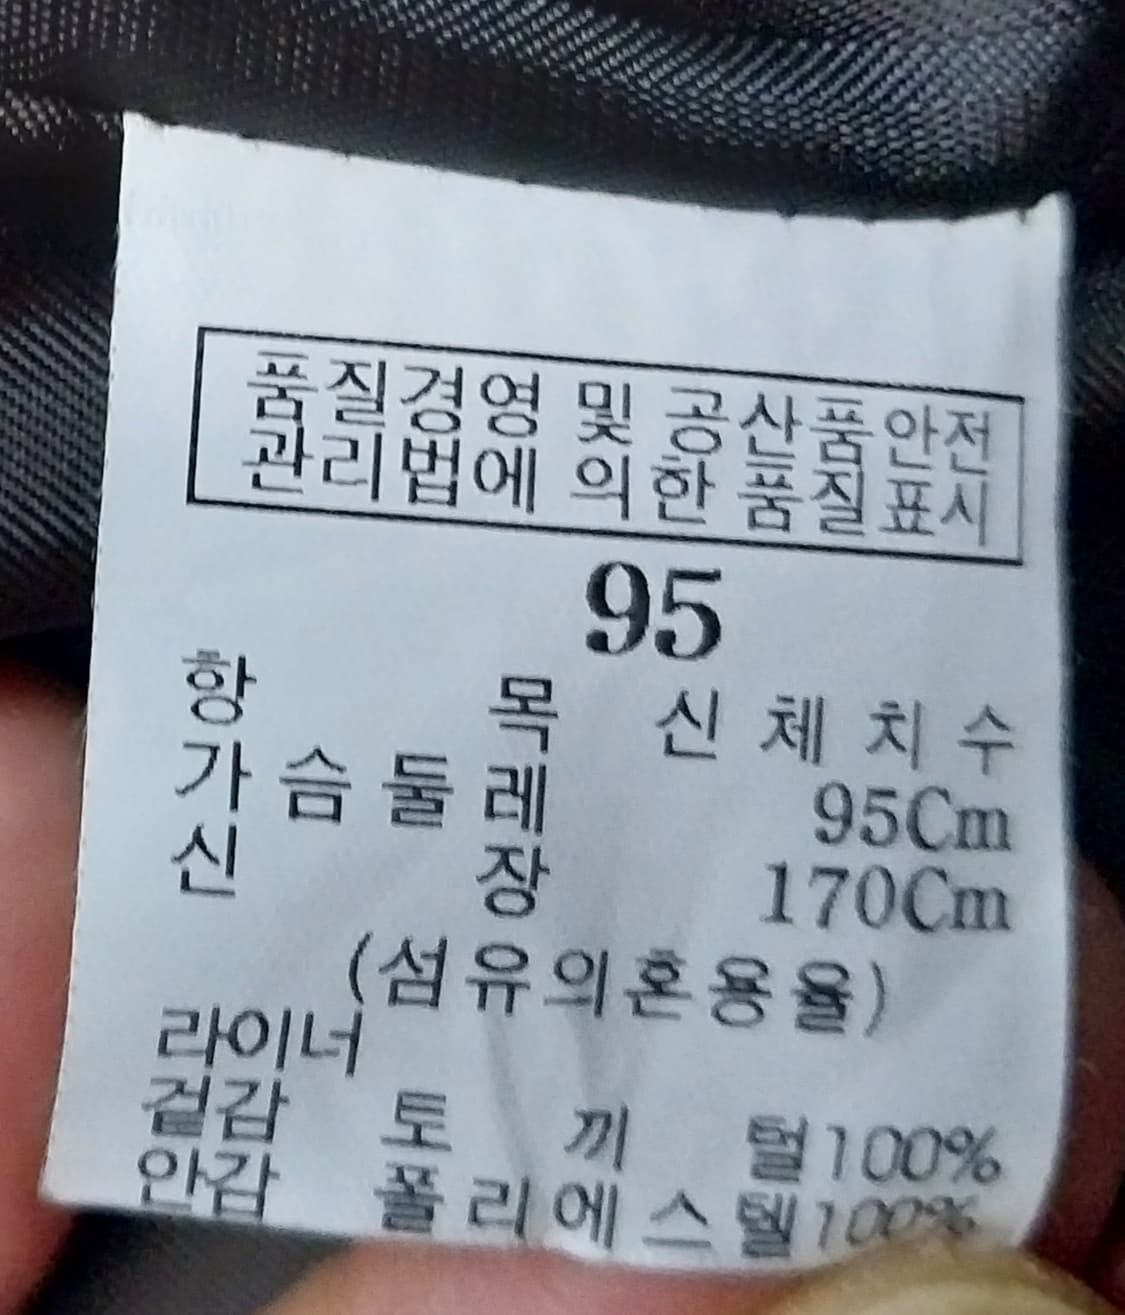 품질경영 및 공산품안전
관리법에 의한 품질표시
95
항 목 신체치수
가슴둘레 95Cm
신 장 170Cm
(섬유의혼용율)
라이너
겉감 토 끼 털100%
안감 폴리에스텔100%